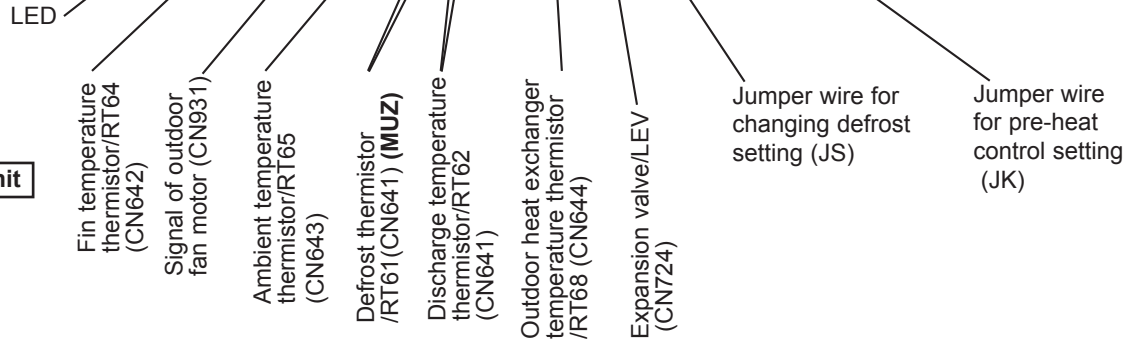 LED
nit
Fin temperature
thermistor/RT64
(CN642)
Signal of outdoor
fan motor (CN931)
Ambient temperature
thermistor/RT65
(CN643)
Defrost thermistor
/RT61(CN641) (MUZ)
Discharge temperature
thermistor/RT62
(CN641)
Outdoor heat exchanger
temperature thermistor
/RT68 (CN644)
Expansion valve/LEV
(CN724)
Jumper wire for
changing defrost
setting (JS)
Jumper wire
for pre-heat
control setting
(JK)